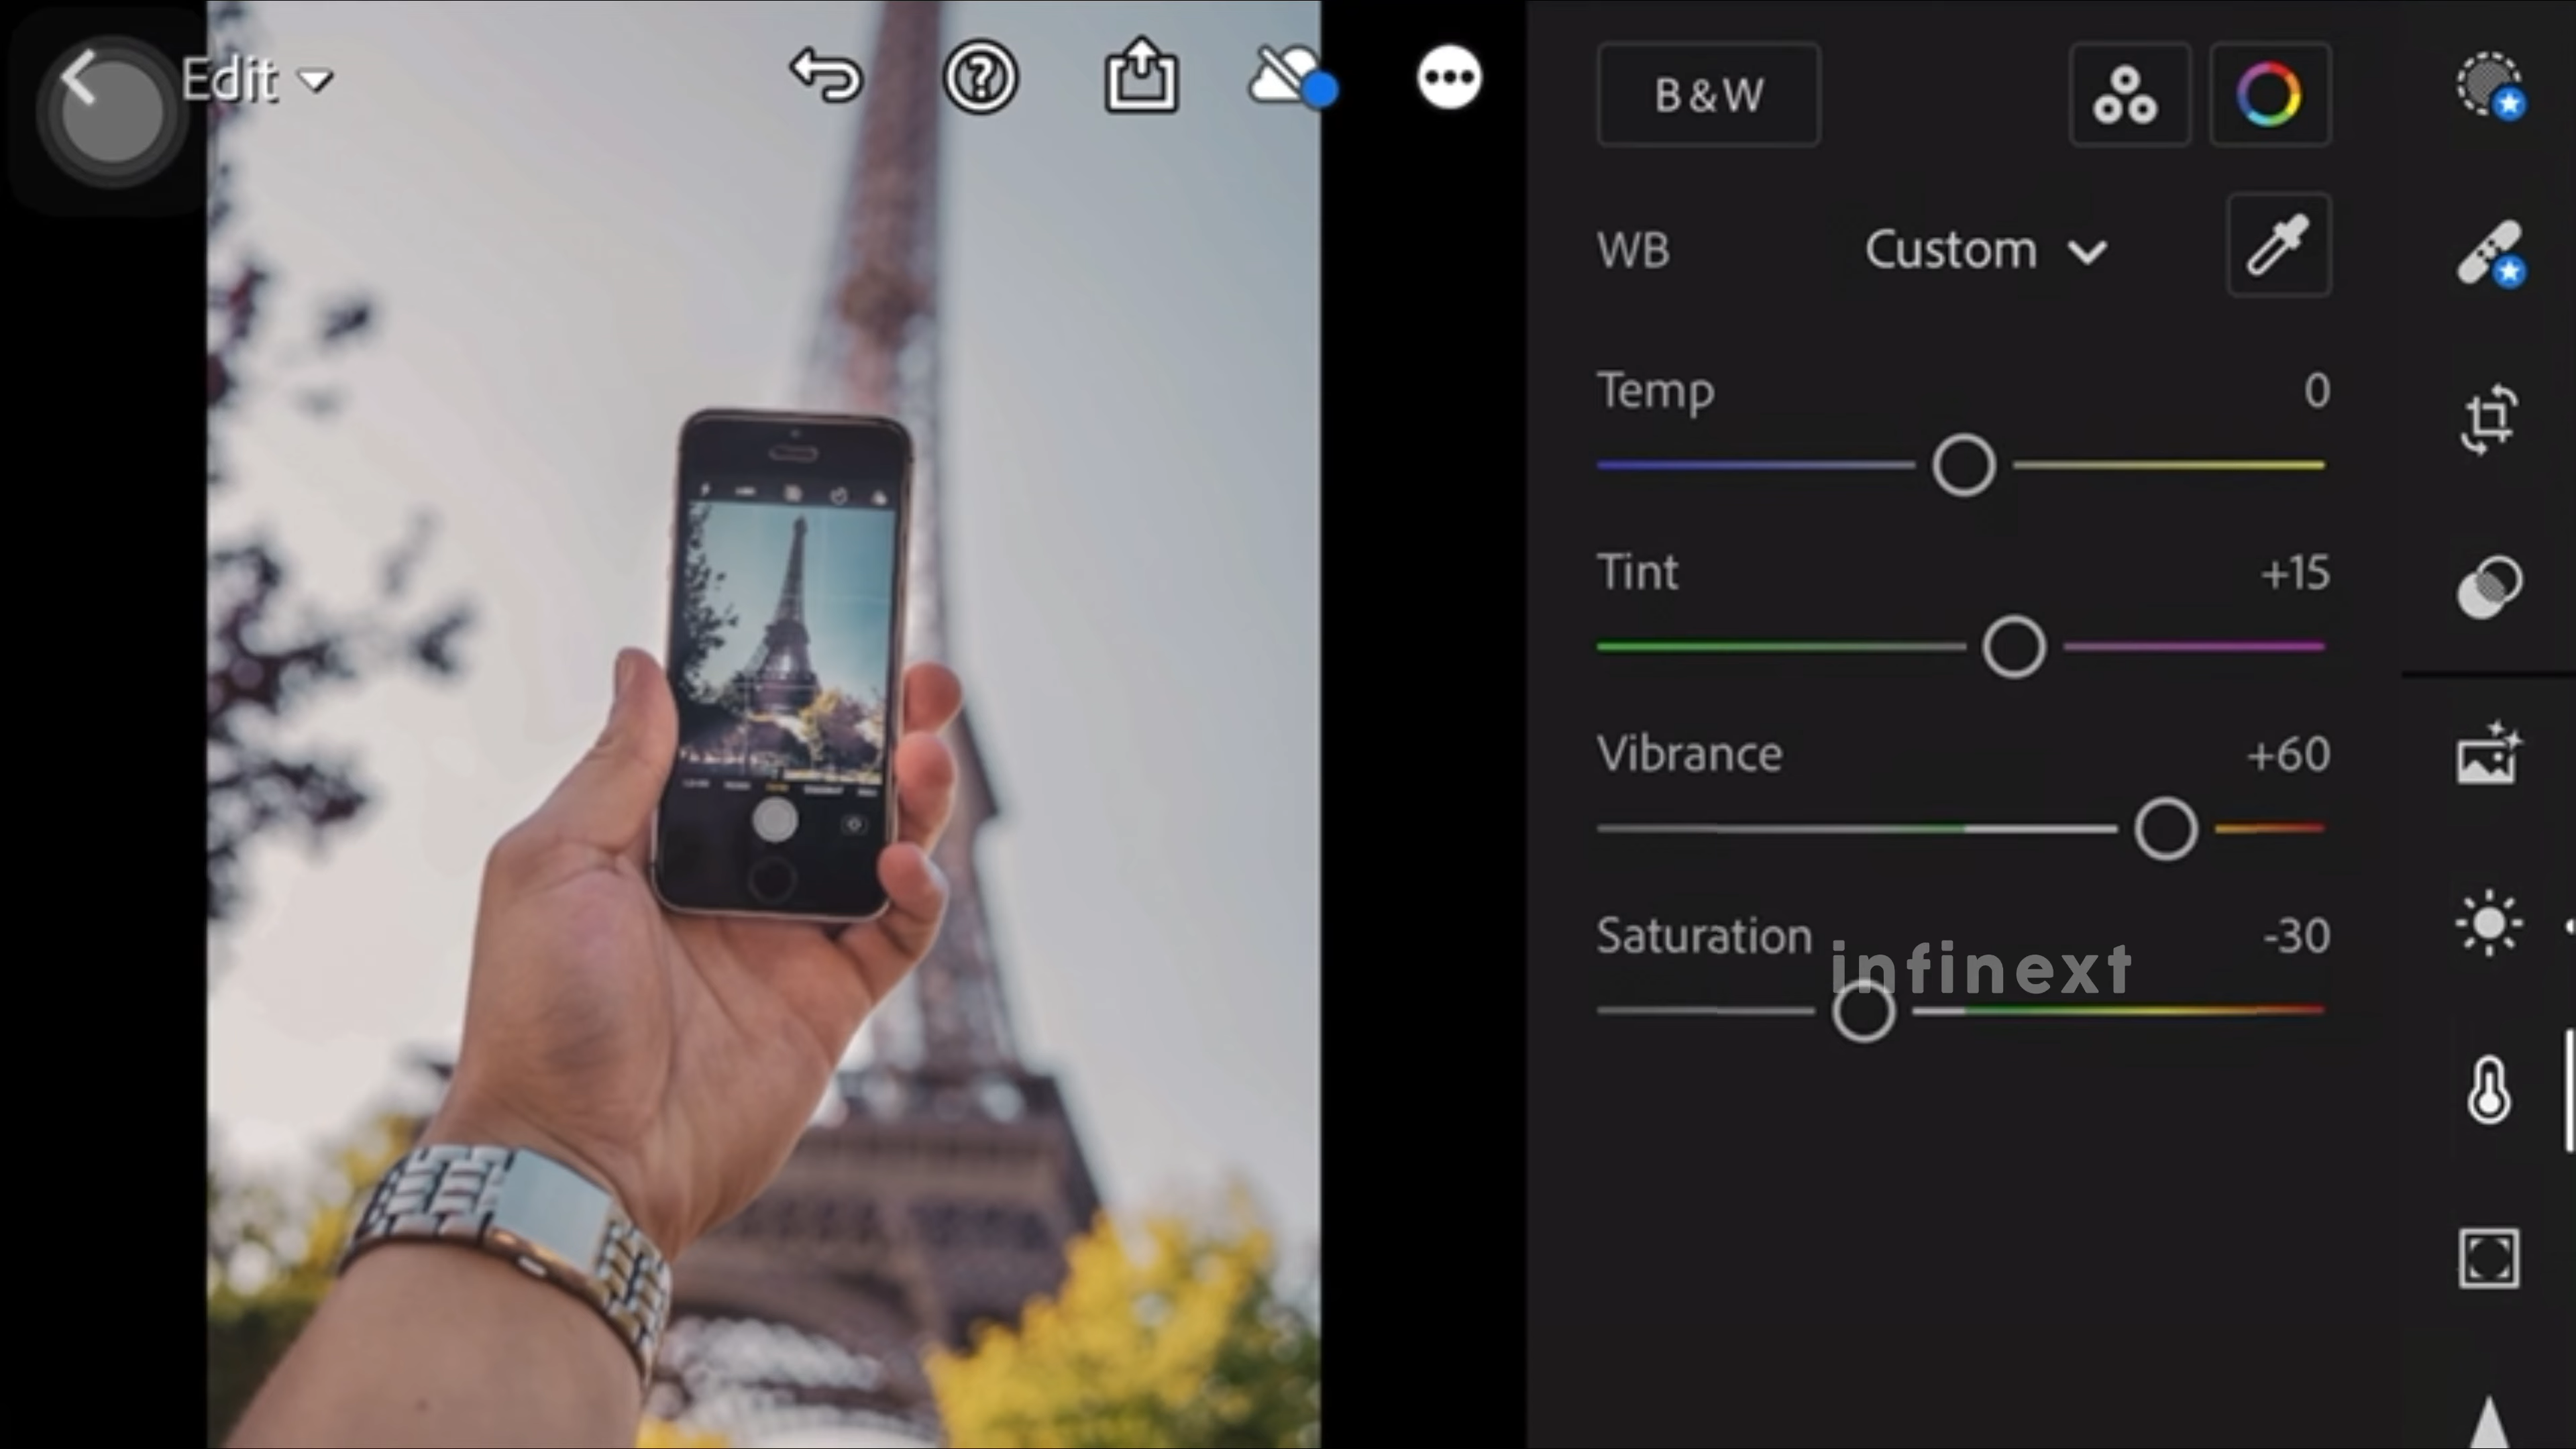 Edit
B&W
WB Custom
Temp 0
Tint +15
Vibrance +60
Saturation -30
infinext